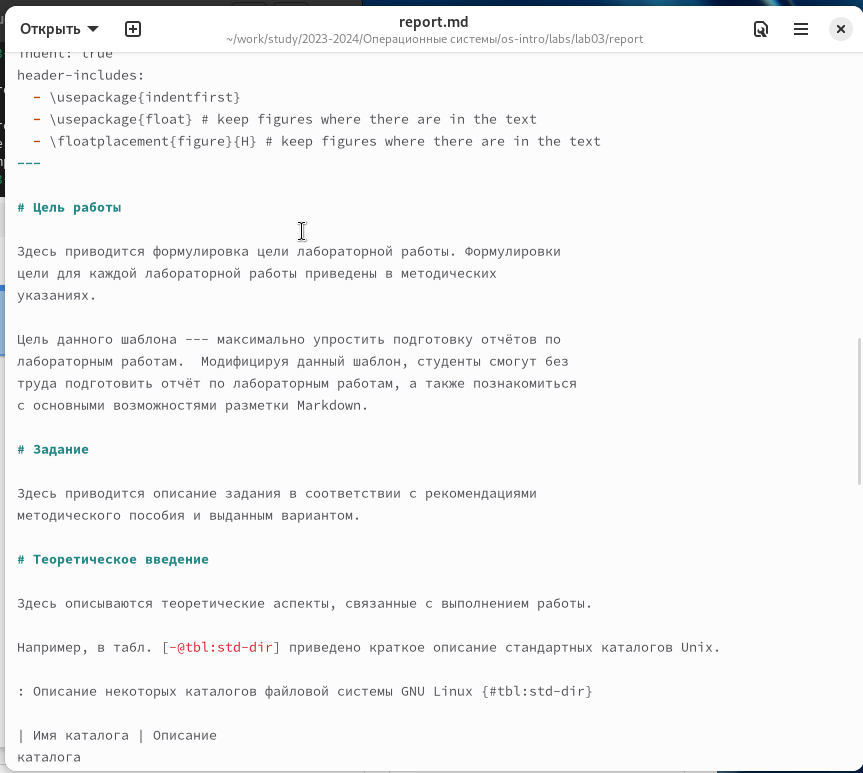 Открыть
report.md
~/work/study/2023-2024/Операционные системы/os-intro/labs/lab03/report
indent: true
header-includes:
  - \usepackage{indentfirst}
  - \usepackage{float} # keep figures where there are in the text
  - \floatplacement{figure}{H} # keep figures where there are in the text
---
# Цель работы
Здесь приводится формулировка цели лабораторной работы. Формулировки
цели для каждой лабораторной работы приведены в методических
указаниях.
Цель данного шаблона --- максимально упростить подготовку отчётов по
лабораторным работам.  Модифицируя данный шаблон, студенты смогут без
труда подготовить отчёт по лабораторным работам, а также познакомиться
с основными возможностями разметки Markdown.
# Задание
Здесь приводится описание задания в соответствии с рекомендациями
методического пособия и выданным вариантом.
# Теоретическое введение
Здесь описываются теоретические аспекты, связанные с выполнением работы.
Например, в табл. [-@tbl:std-dir] приведено краткое описание стандартных каталогов Unix.
: Описание некоторых каталогов файловой системы GNU Linux {#tbl:std-dir}
| Имя каталога | Описание
каталога